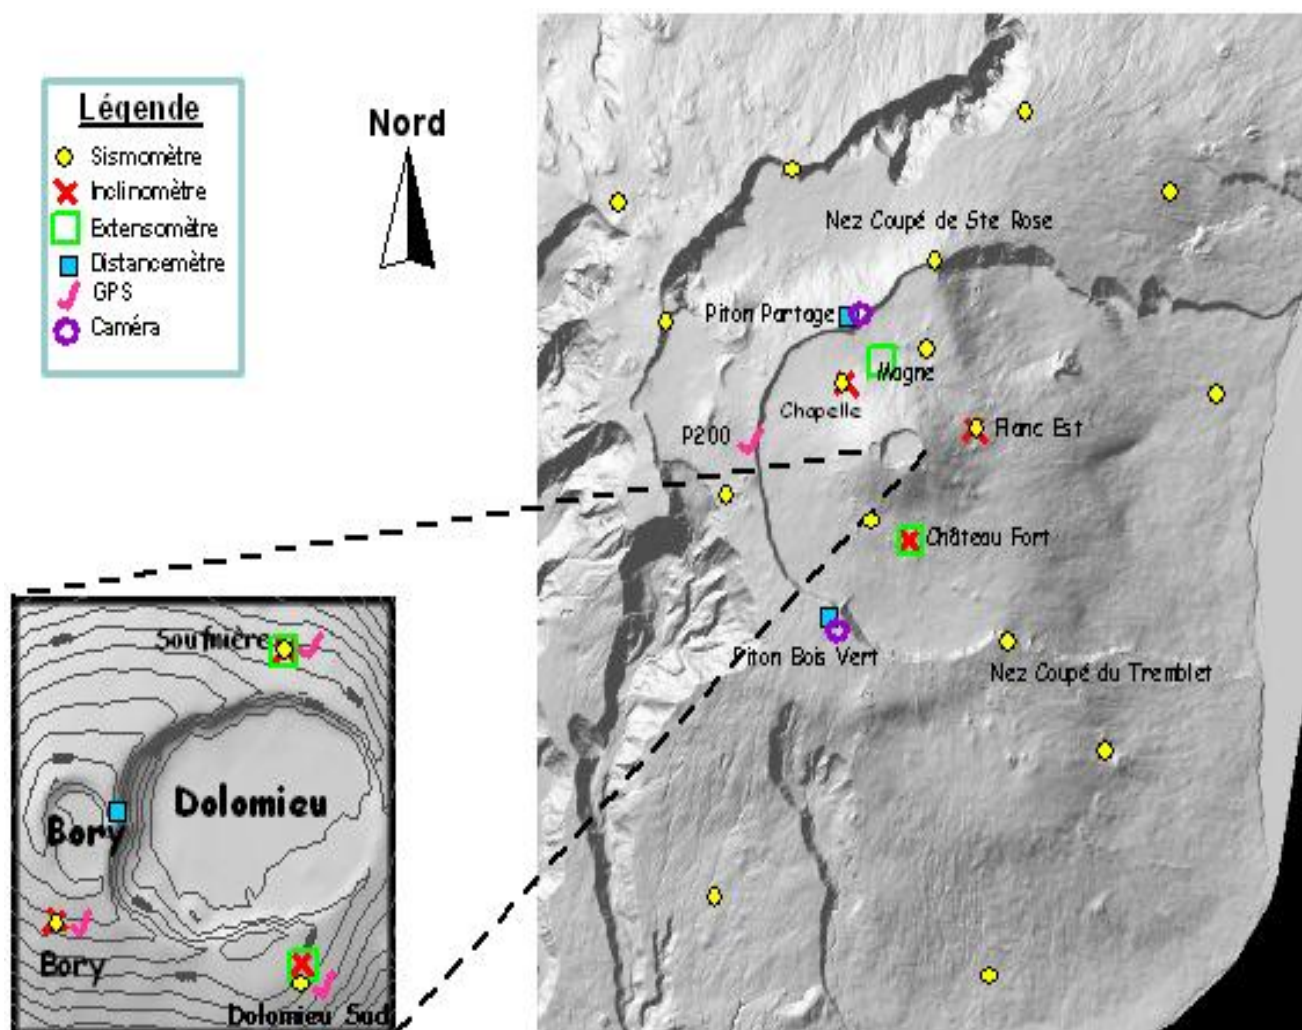 Légende
Sismomètre
Inclinomètre
Extensomètre
Distancemètre
GPS
Caméra
Nord
Nez Coupé de Ste Rose
Piton Partage
Magne
Chapelle
P200
Flanc Est
Château Fort
Piton Bois Vert
Nez Coupé du Tremblet
Soufrière
Dolomieu
Bory
Bory
Dolomieu Sud